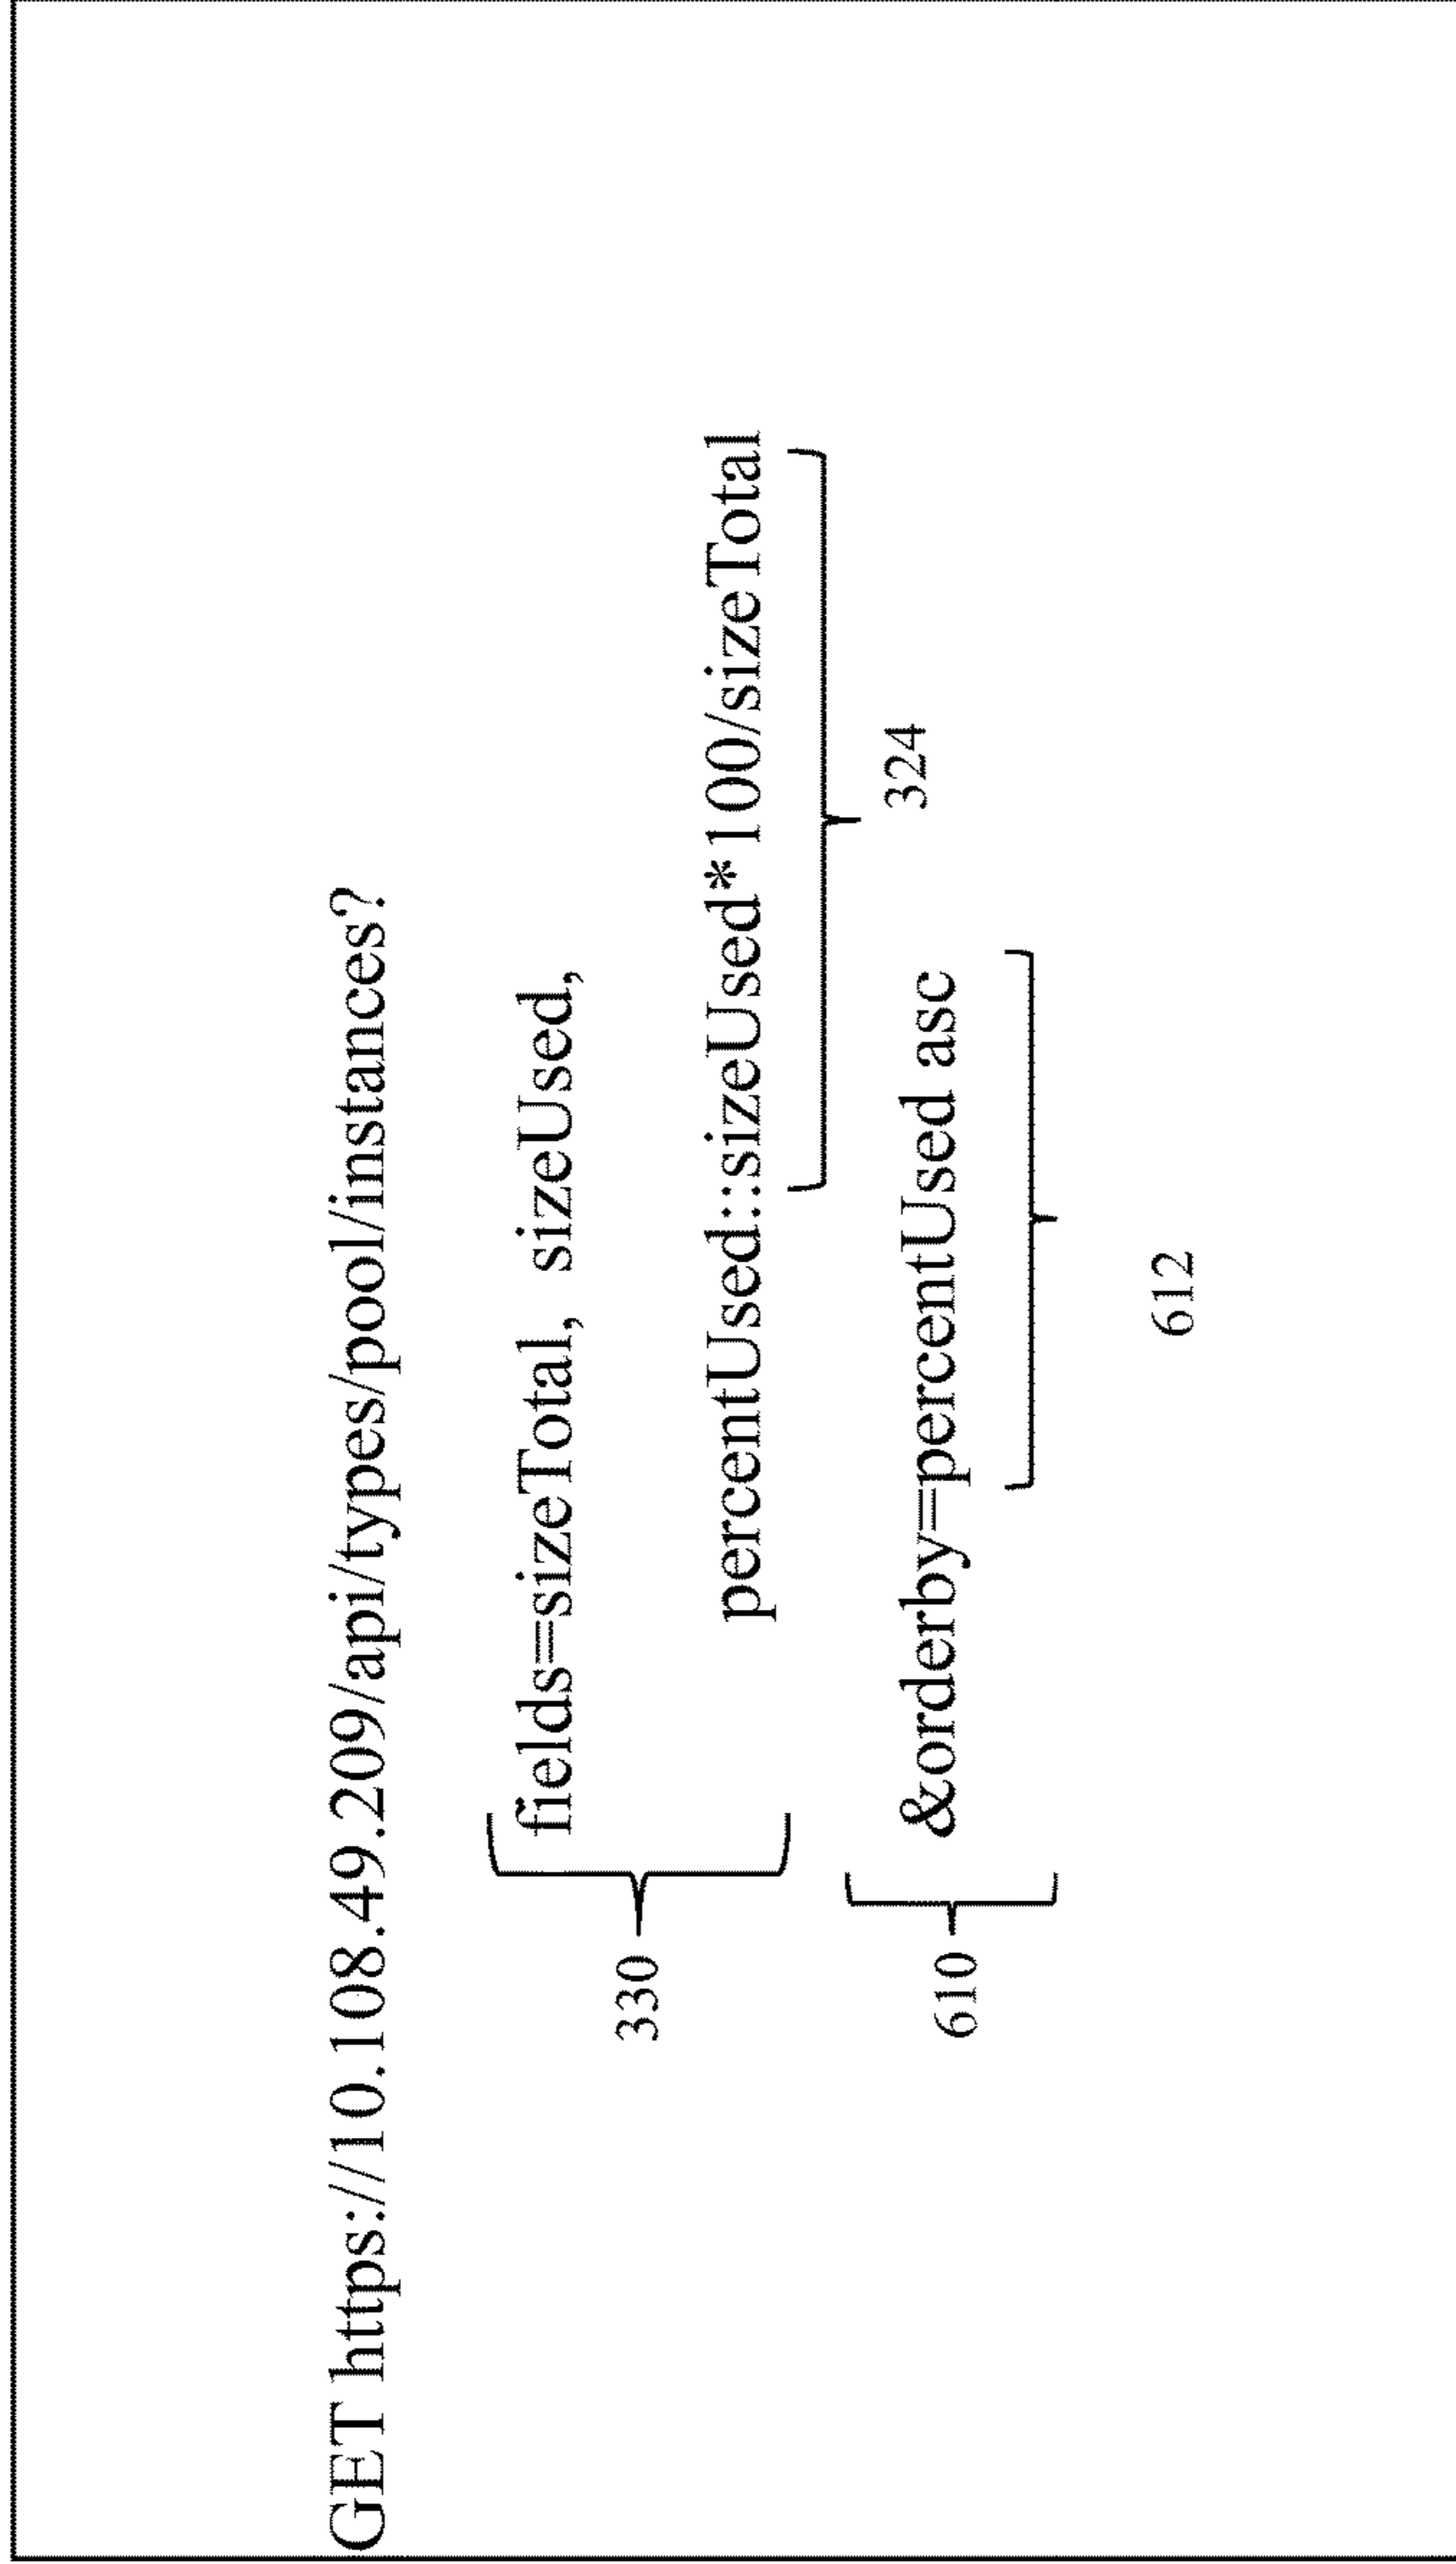 GET https://10.108.49.209/api/types/pool/instances?
330
fields=sizeTotal, sizeUsed,
percentUsed::sizeUsed*100/sizeTotal
324
610
&orderby=percentUsed asc
612